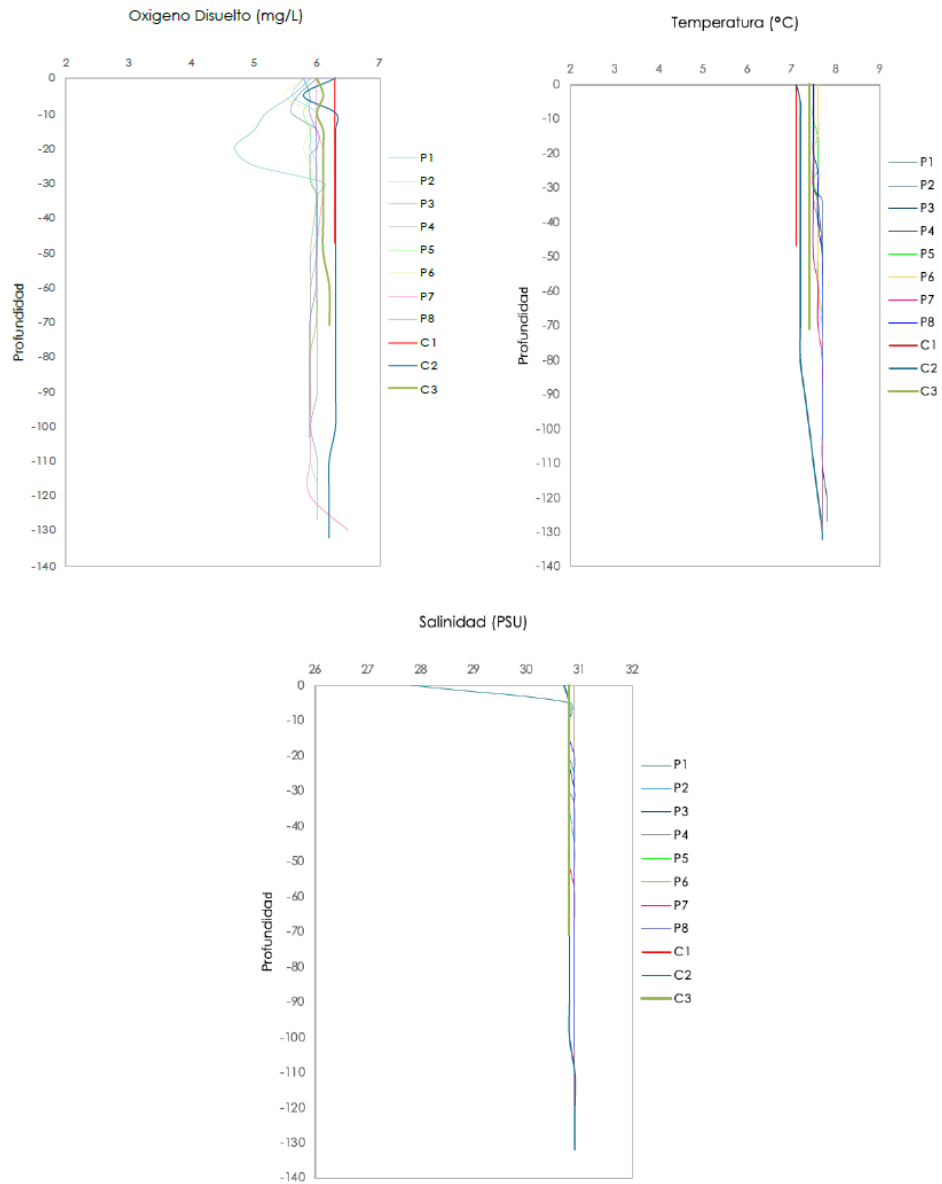 Oxigeno Disuelto (mg/L)
2 3 4 5 6 7
0
-10
-20
-30
-40
-50
-60
-70
-80
-90
-100
-110
-120
-130
-140
Profundidad
P1
P2
P3
P4
P5
P6
P7
P8
C1
C2
C3
Temperatura (°C)
2 3 4 5 6 7 8 9
0
-10
-20
-30
-40
-50
-60
-70
-80
-90
-100
-110
-120
-130
-140
Profundidad
P1
P2
P3
P4
P5
P6
P7
P8
C1
C2
C3
Salinidad (PSU)
26 27 28 29 30 31 32
0
-10
-20
-30
-40
-50
-60
-70
-80
-90
-100
-110
-120
-130
-140
Profundidad
P1
P2
P3
P4
P5
P6
P7
P8
C1
C2
C3